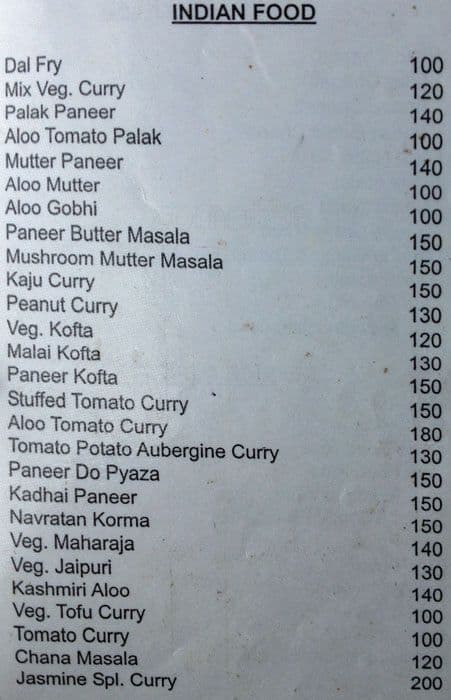 INDIAN FOOD
Dal Fry 100
Mix Veg. Curry 120
Palak Paneer 140
Aloo Tomato Palak 100
Mutter Paneer 140
Aloo Mutter 100
Aloo Gobhi 100
Paneer Butter Masala 150
Mushroom Mutter Masala 150
Kaju Curry 150
Peanut Curry 130
Veg. Kofta 120
Malai Kofta 130
Paneer Kofta 150
Stuffed Tomato Curry 150
Aloo Tomato Curry 180
Tomato Potato Aubergine Curry 130
Paneer Do Pyaza 150
Kadhai Paneer 150
Navratan Korma 150
Veg. Maharaja 140
Veg. Jaipuri 130
Kashmiri Aloo 140
Veg. Tofu Curry 100
Tomato Curry 100
Chana Masala 120
Jasmine Spl. Curry 200